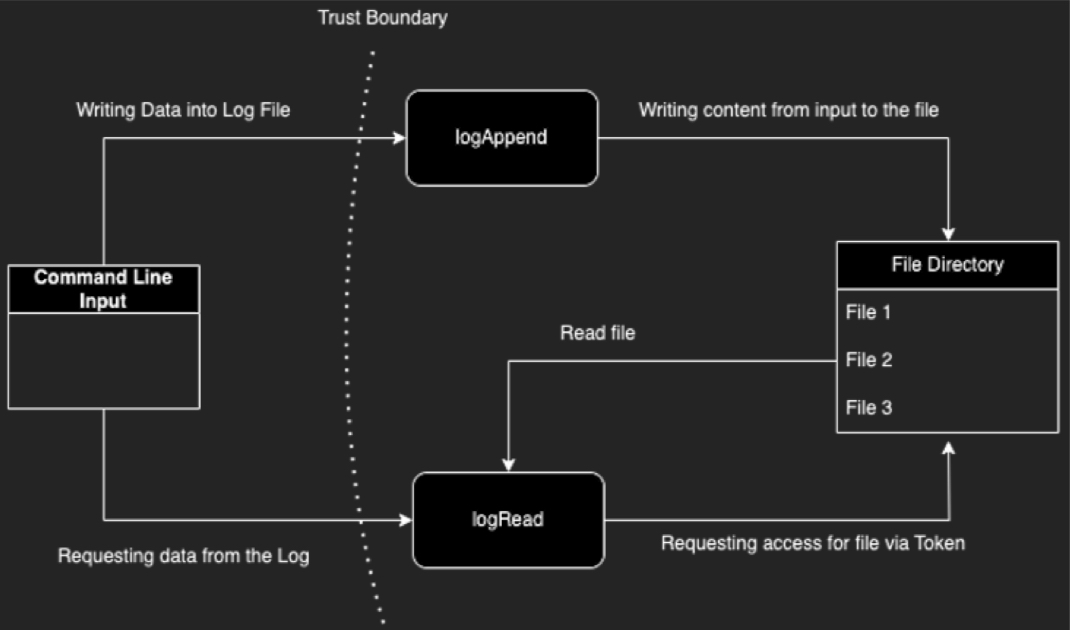 Trust Boundary
Writing Data into Log File
logAppend
Writing content from input to the file
Command Line
Input
File Directory
File 1
File 2
File 3
Read file
logRead
Requesting data from the Log
Requesting access for file via Token